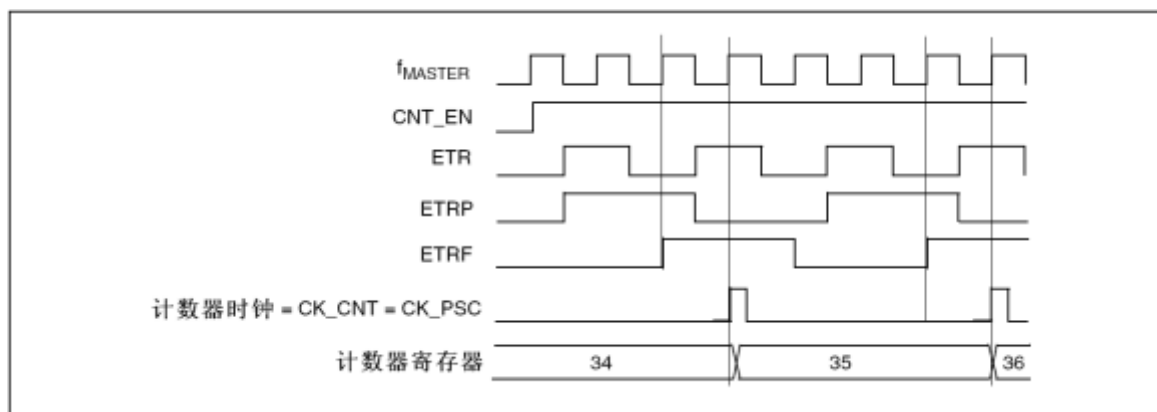 fMASTER
CNT_EN
ETR
ETRP
ETRF
计数器时钟 = CK_CNT = CK_PSC
计数器寄存器 34 35 36